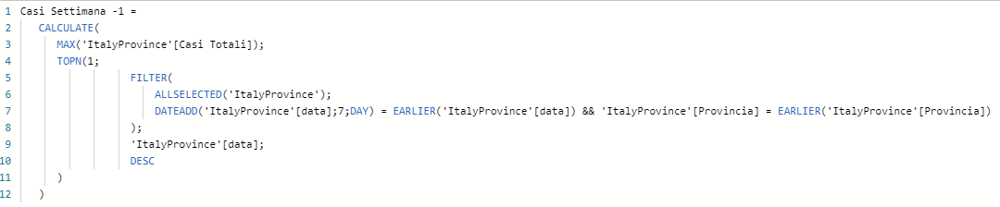 1 Casi Settimana -1 =
2 CALCULATE(
3 MAX('ItalyProvince'[Casi Totali]);
4 TOPN(1;
5 FILTER(
6 ALLSELECTED('ItalyProvince');
7 DATEADD('ItalyProvince'[data];7;DAY) = EARLIER('ItalyProvince'[data]) && 'ItalyProvince'[Provincia] = EARLIER('ItalyProvince'[Provincia])
8 );
9 'ItalyProvince'[data];
10 DESC
11 )
12 )